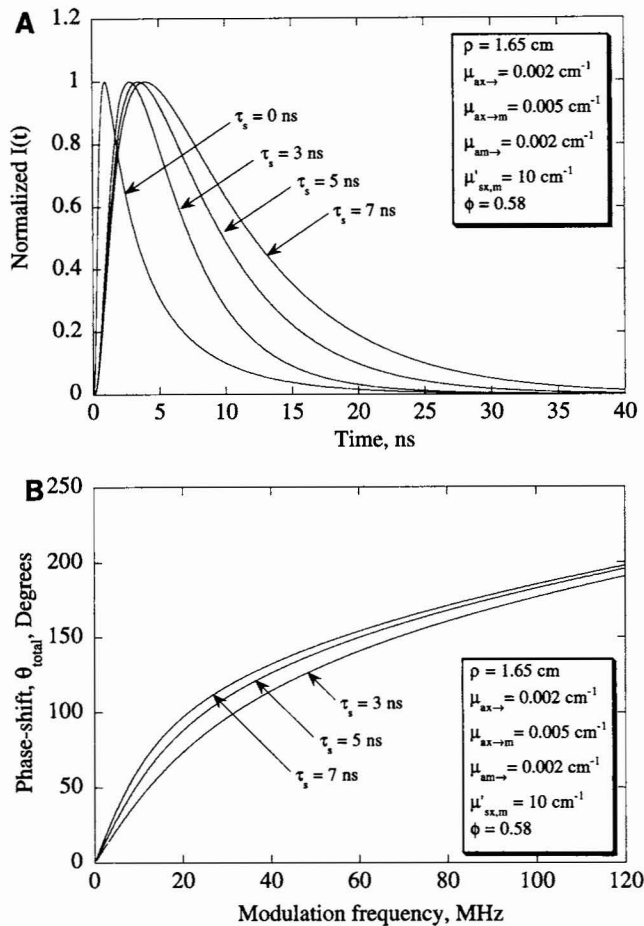 A
Normalized I(t)
1.2
1
0.8
0.6
0.4
0.2
0
τs = 0 ns
τs = 3 ns
τs = 5 ns
τs = 7 ns
ρ = 1.65 cm
μax→ = 0.002 cm-1
μax→m = 0.005 cm-1
μam→ = 0.002 cm-1
μ'sx,m = 10 cm-1
ϕ = 0.58
0 5 10 15 20 25 30 35 40
Time, ns
B
Phase-shift, θtotal, Degrees
250
200
150
100
50
0
τs = 3 ns
τs = 5 ns
τs = 7 ns
ρ = 1.65 cm
μax→ = 0.002 cm-1
μax→m = 0.005 cm-1
μam→ = 0.002 cm-1
μ'sx,m = 10 cm-1
ϕ = 0.58
0 20 40 60 80 100 120
Modulation frequency, MHz